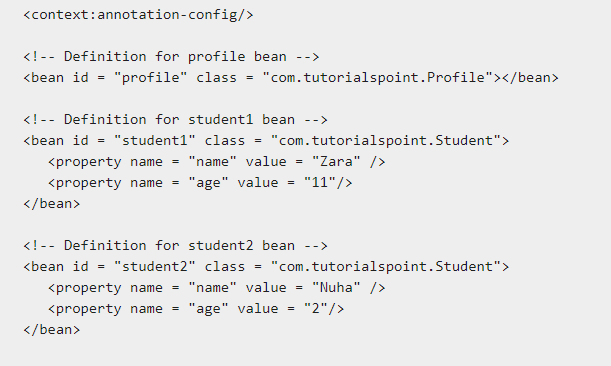 <context:annotation-config/>
<!-- Definition for profile bean -->
<bean id = "profile" class = "com.tutorialspoint.Profile"></bean>
<!-- Definition for student1 bean -->
<bean id = "student1" class = "com.tutorialspoint.Student">
<property name = "name" value = "Zara" />
<property name = "age" value = "11"/>
</bean>
<!-- Definition for student2 bean -->
<bean id = "student2" class = "com.tutorialspoint.Student">
<property name = "name" value = "Nuha" />
<property name = "age" value = "2"/>
</bean>